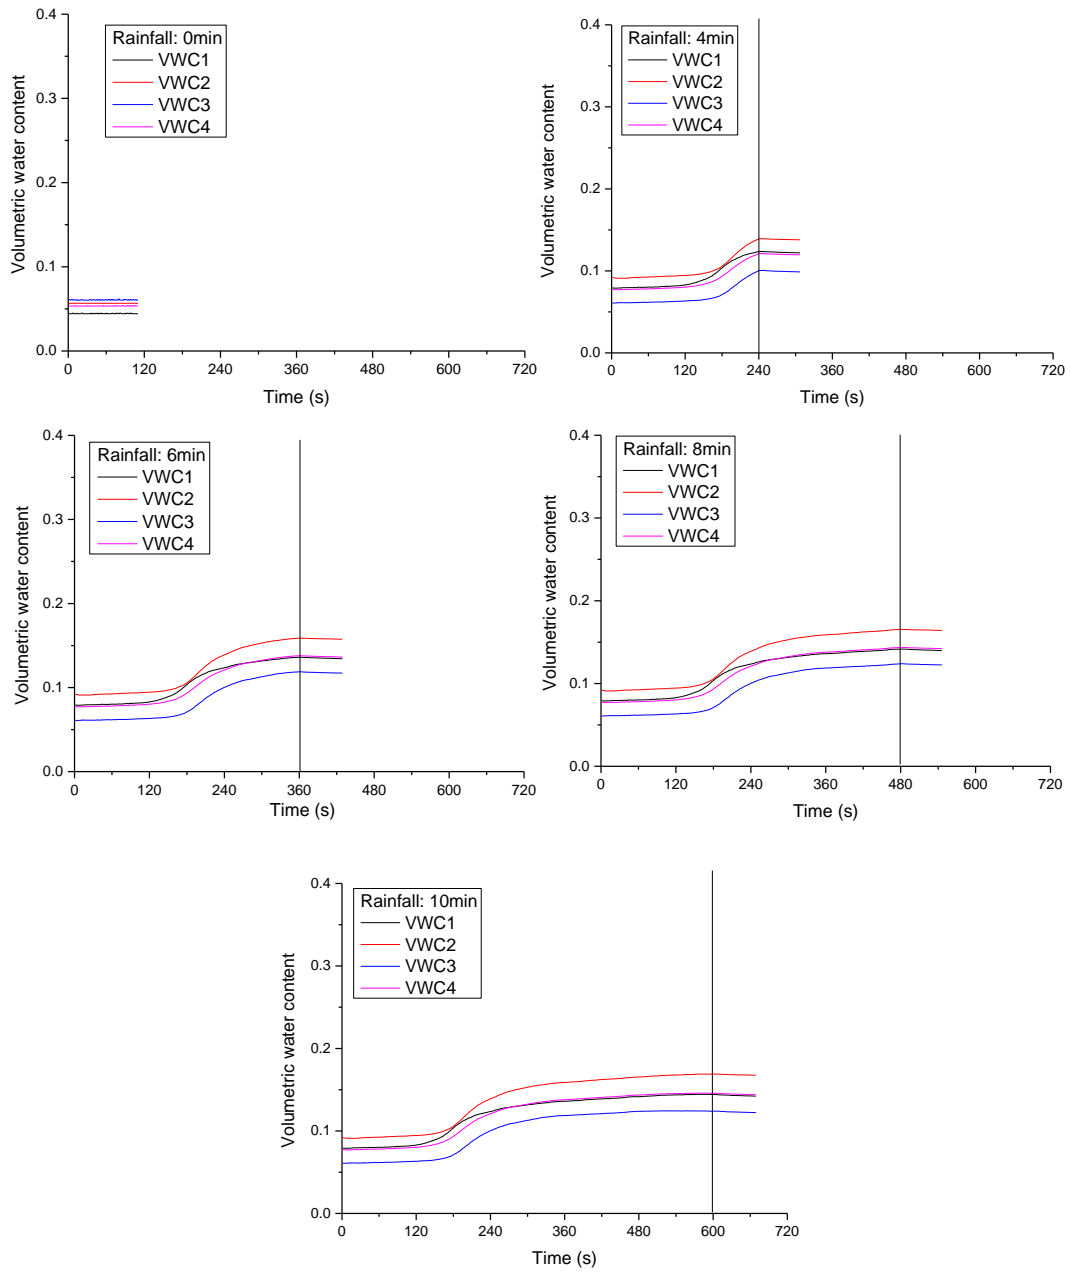 Rainfall: 0min
VWC1
VWC2
VWC3
VWC4
0.4
0.3
0.2
0.1
0.0
Volumetric water content
0 120 240 360 480 600 720
Time (s)
Rainfall: 4min
VWC1
VWC2
VWC3
VWC4
0.4
0.3
0.2
0.1
0.0
Volumetric water content
0 120 240 360 480 600 720
Time (s)
Rainfall: 6min
VWC1
VWC2
VWC3
VWC4
0.4
0.3
0.2
0.1
0.0
Volumetric water content
0 120 240 360 480 600 720
Time (s)
Rainfall: 8min
VWC1
VWC2
VWC3
VWC4
0.4
0.3
0.2
0.1
0.0
Volumetric water content
0 120 240 360 480 600 720
Time (s)
Rainfall: 10min
VWC1
VWC2
VWC3
VWC4
0.4
0.3
0.2
0.1
0.0
Volumetric water content
0 120 240 360 480 600 720
Time (s)